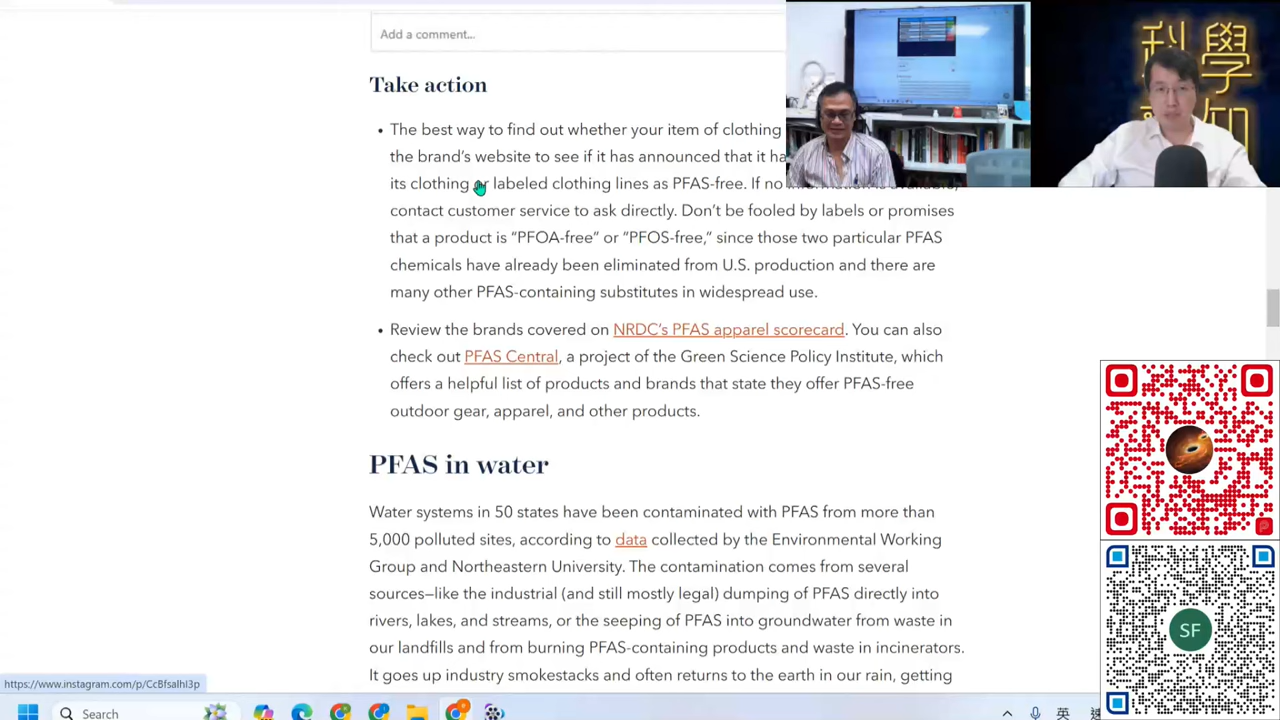 Add a comment...
Take action
• The best way to find out whether your item of clothing
the brand's website to see if it has announced that it ha
its clothing or labeled clothing lines as PFAS-free. If no
contact customer service to ask directly. Don't be fooled by labels or promises
that a product is “PFOA-free” or “PFOS-free,” since those two particular PFAS
chemicals have already been eliminated from U.S. production and there are
many other PFAS-containing substitutes in widespread use.
• Review the brands covered on NRDC's PFAS apparel scorecard. You can also
check out PFAS Central, a project of the Green Science Policy Institute, which
offers a helpful list of products and brands that state they offer PFAS-free
outdoor gear, apparel, and other products.
PFAS in water
Water systems in 50 states have been contaminated with PFAS from more than
5,000 polluted sites, according to data collected by the Environmental Working
Group and Northeastern University. The contamination comes from several
sources—like the industrial (and still mostly legal) dumping of PFAS directly into
rivers, lakes, and streams, or the seeping of PFAS into groundwater from waste in
our landfills and from burning PFAS-containing products and waste in incinerators.
It goes up industry smokestacks and often returns to the earth in our rain, getting
科學
知
SF
Search
英